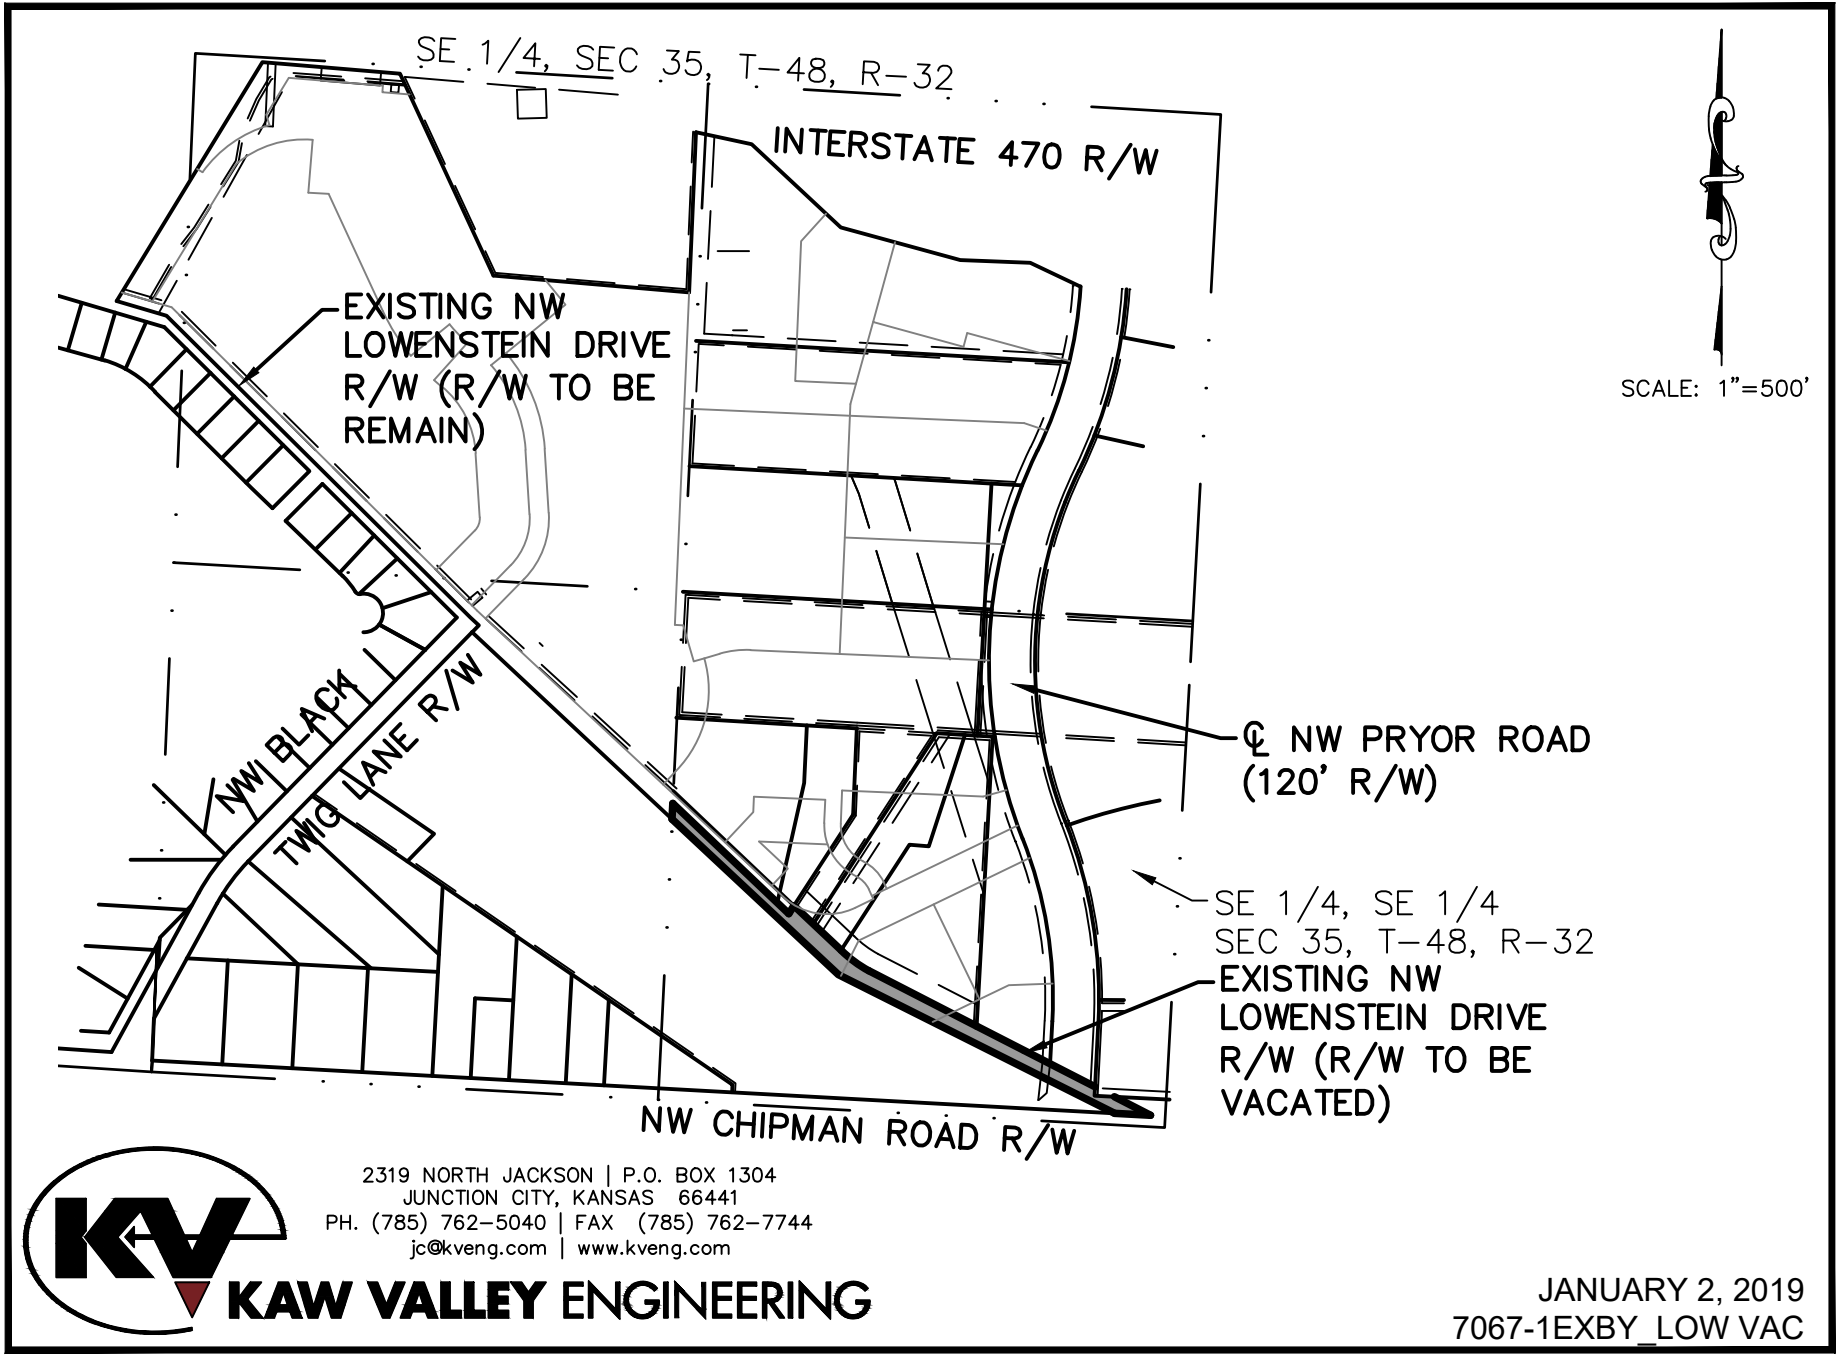 SE 1/4, SEC 35, T-48, R-32
INTERSTATE 470 R/W
SCALE: 1"=500'
EXISTING NW
LOWENSTEIN DRIVE
R/W (R/W TO BE
REMAIN)
NWI BLACK
TWIG LANE R/W
℄ NW PRYOR ROAD
(120' R/W)
SE 1/4, SE 1/4
SEC 35, T-48, R-32
EXISTING NW
LOWENSTEIN DRIVE
R/W (R/W TO BE
VACATED)
NW CHIPMAN ROAD R/W
2319 NORTH JACKSON | P.O. BOX 1304
JUNCTION CITY, KANSAS 66441
PH. (785) 762-5040 | FAX (785) 762-7744
jc@kveng.com | www.kveng.com
KV
KAW VALLEY ENGINEERING
JANUARY 2, 2019
7067-1EXBY_LOW VAC